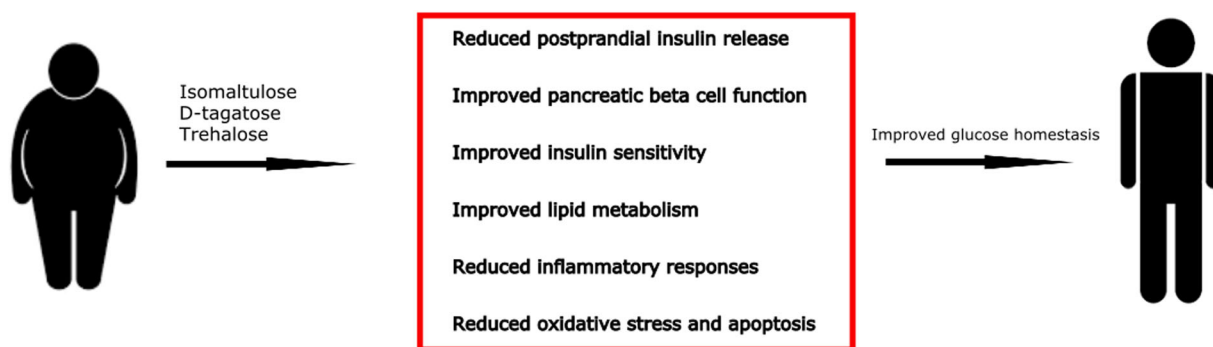 Isomaltulose
D-tagatose
Trehalose
Reduced postprandial insulin release
Improved pancreatic beta cell function
Improved insulin sensitivity
Improved lipid metabolism
Reduced inflammatory responses
Reduced oxidative stress and apoptosis
Improved glucose homestasis